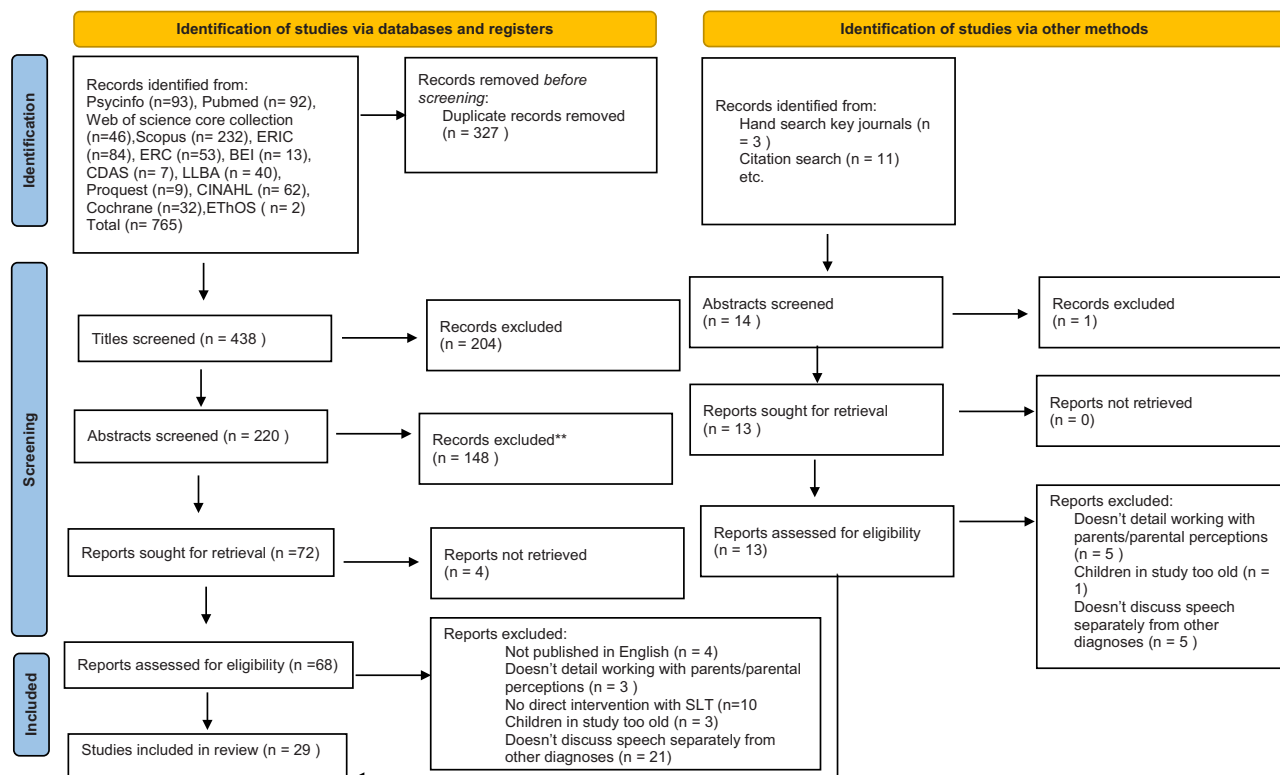 Identification of studies via databases and registers
Identification of studies via other methods
Identification
Records identified from:
Psycinfo (n=93), Pubmed (n= 92),
Web of science core collection
(n=46),Scopus (n= 232), ERIC
(n=84), ERC (n=53), BEI (n= 13),
CDAS (n= 7), LLBA (n= 40),
Proquest (n=9), CINAHL (n= 62),
Cochrane (n=32),EThOS ( n= 2)
Total (n= 765)
Records removed before
screening:
Duplicate records removed
(n = 327 )
Records identified from:
Hand search key journals (n
= 3 )
Citation search (n = 11)
etc.
Screening
Titles screened (n = 438 )
Records excluded
(n = 204)
Abstracts screened
(n = 14 )
Records excluded
(n = 1)
Abstracts screened (n = 220 )
Records excluded**
(n = 148 )
Reports sought for retrieval
(n = 13 )
Reports not retrieved
(n = 0)
Reports sought for retrieval (n =72)
Reports not retrieved
(n = 4)
Reports assessed for eligibility
(n = 13)
Reports excluded:
Doesn’t detail working with
parents/parental perceptions
(n = 5 )
Children in study too old (n =
1)
Doesn’t discuss speech
separately from other
diagnoses (n = 5 )
Included
Reports assessed for eligibility (n =68)
Reports excluded:
Not published in English (n = 4)
Doesn’t detail working with parents/parental
perceptions (n = 3 )
No direct intervention with SLT (n=10
Children in study too old (n = 3)
Doesn’t discuss speech separately from
other diagnoses (n = 21)
Studies included in review (n = 29 )